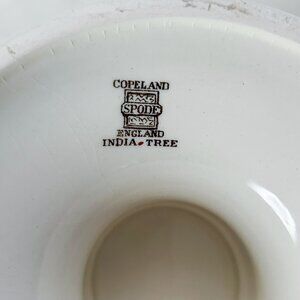 COPELAND
SPODE
ENGLAND
INDIA. TREE